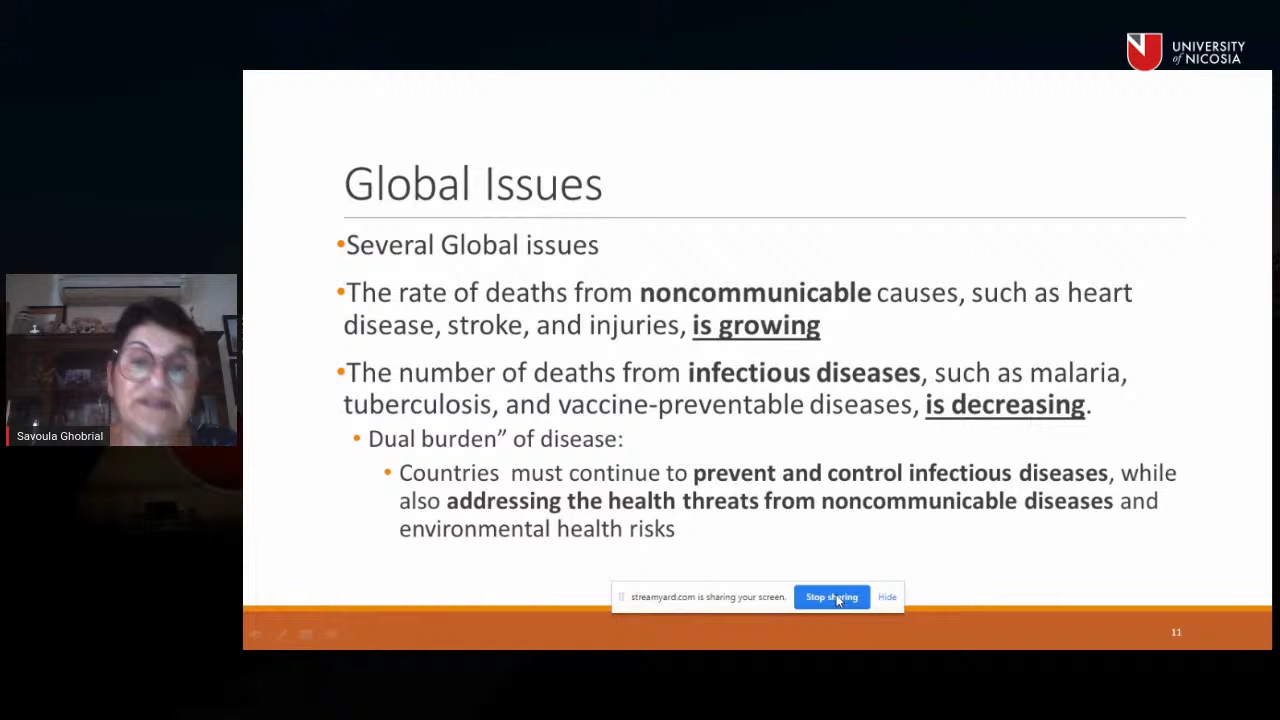 UNIVERSITY
of NICOSIA
Global Issues
•Several Global issues
•The rate of deaths from noncommunicable causes, such as heart
disease, stroke, and injuries, is growing
•The number of deaths from infectious diseases, such as malaria,
tuberculosis, and vaccine-preventable diseases, is decreasing.
• Dual burden” of disease:
• Countries must continue to prevent and control infectious diseases, while
also addressing the health threats from noncommunicable diseases and
environmental health risks
Savoula Ghobrial
streamyard.com is sharing your screen. Stop sharing Hide
11